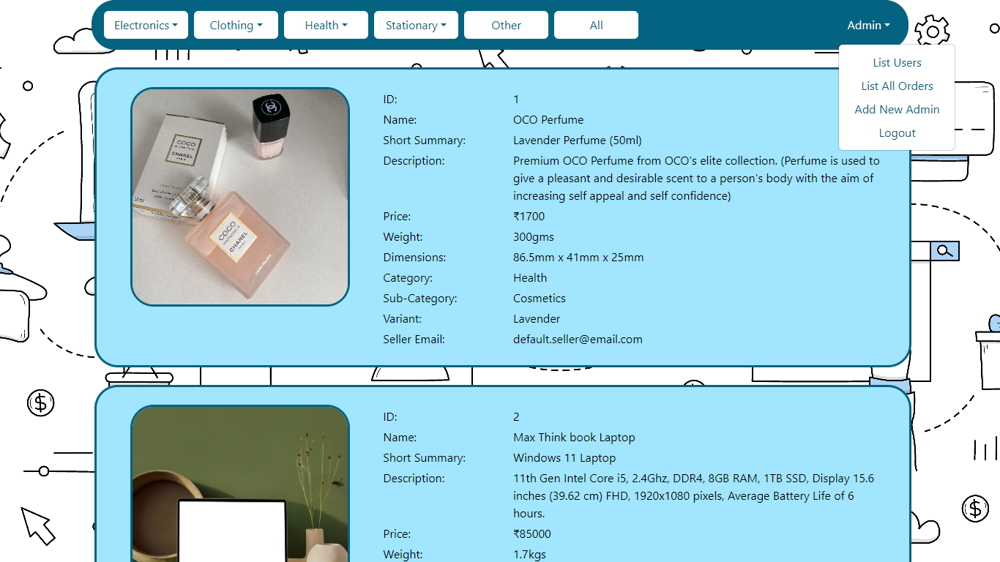 Electronics
Clothing
Health
Stationary
Other
All
Admin
List Users
List All Orders
Add New Admin
Logout
COCO
CHANEL
PARIS
COCO
MADEMOISELLE
CHANEL
PARIS
ID: 1
Name: OCO Perfume
Short Summary: Lavender Perfume (50ml)
Description: Premium OCO Perfume from OCO's elite collection. (Perfume is used to
give a pleasant and desirable scent to a person's body with the aim of
increasing self appeal and self confidence)
Price: ₹1700
Weight: 300gms
Dimensions: 86.5mm x 41mm x 25mm
Category: Health
Sub-Category: Cosmetics
Variant: Lavender
Seller Email: default.seller@email.com
ID: 2
Name: Max Think book Laptop
Short Summary: Windows 11 Laptop
Description: 11th Gen Intel Core i5, 2.4Ghz, DDR4, 8GB RAM, 1TB SSD, Display 15.6
inches (39.62 cm) FHD, 1920x1080 pixels, Average Battery Life of 6
hours.
Price: ₹85000
Weight: 1.7kgs